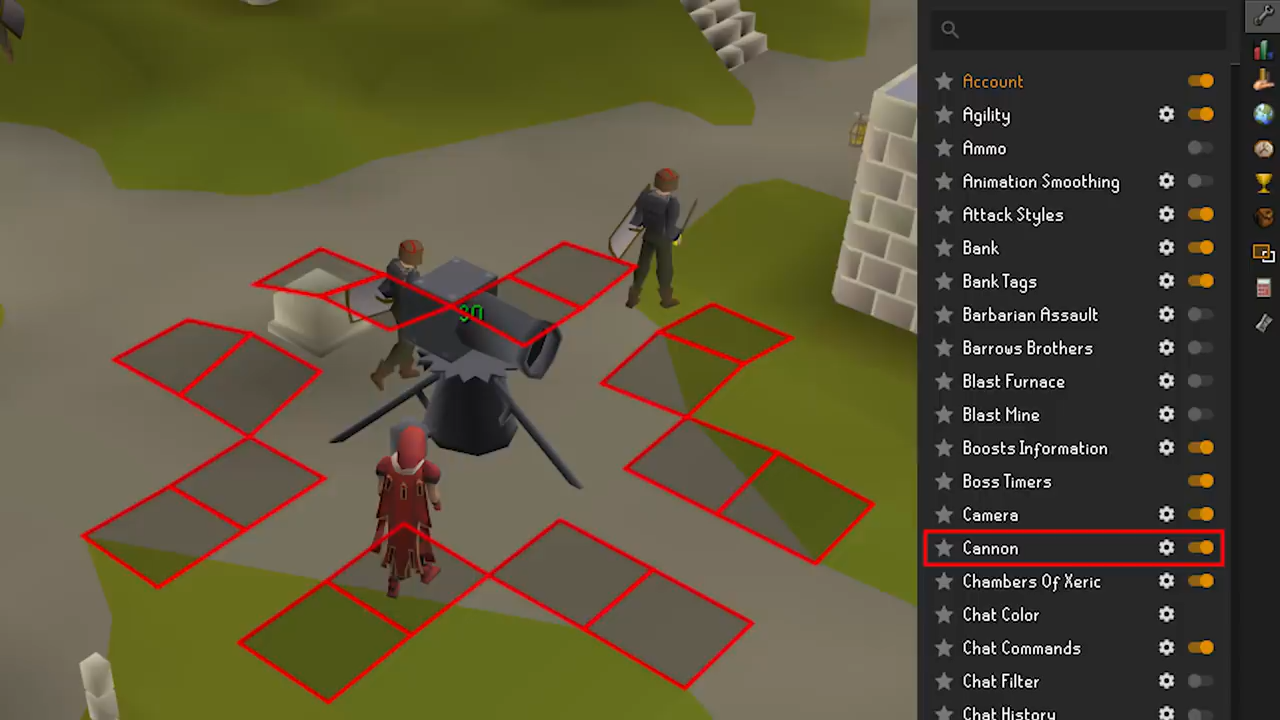 30
Account
Agility
Ammo
Animation Smoothing
Attack Styles
Bank
Bank Tags
Barbarian Assault
Barrows Brothers
Blast Furnace
Blast Mine
Boosts Information
Boss Timers
Camera
Cannon
Chambers Of Xeric
Chat Color
Chat Commands
Chat Filter
Chat History